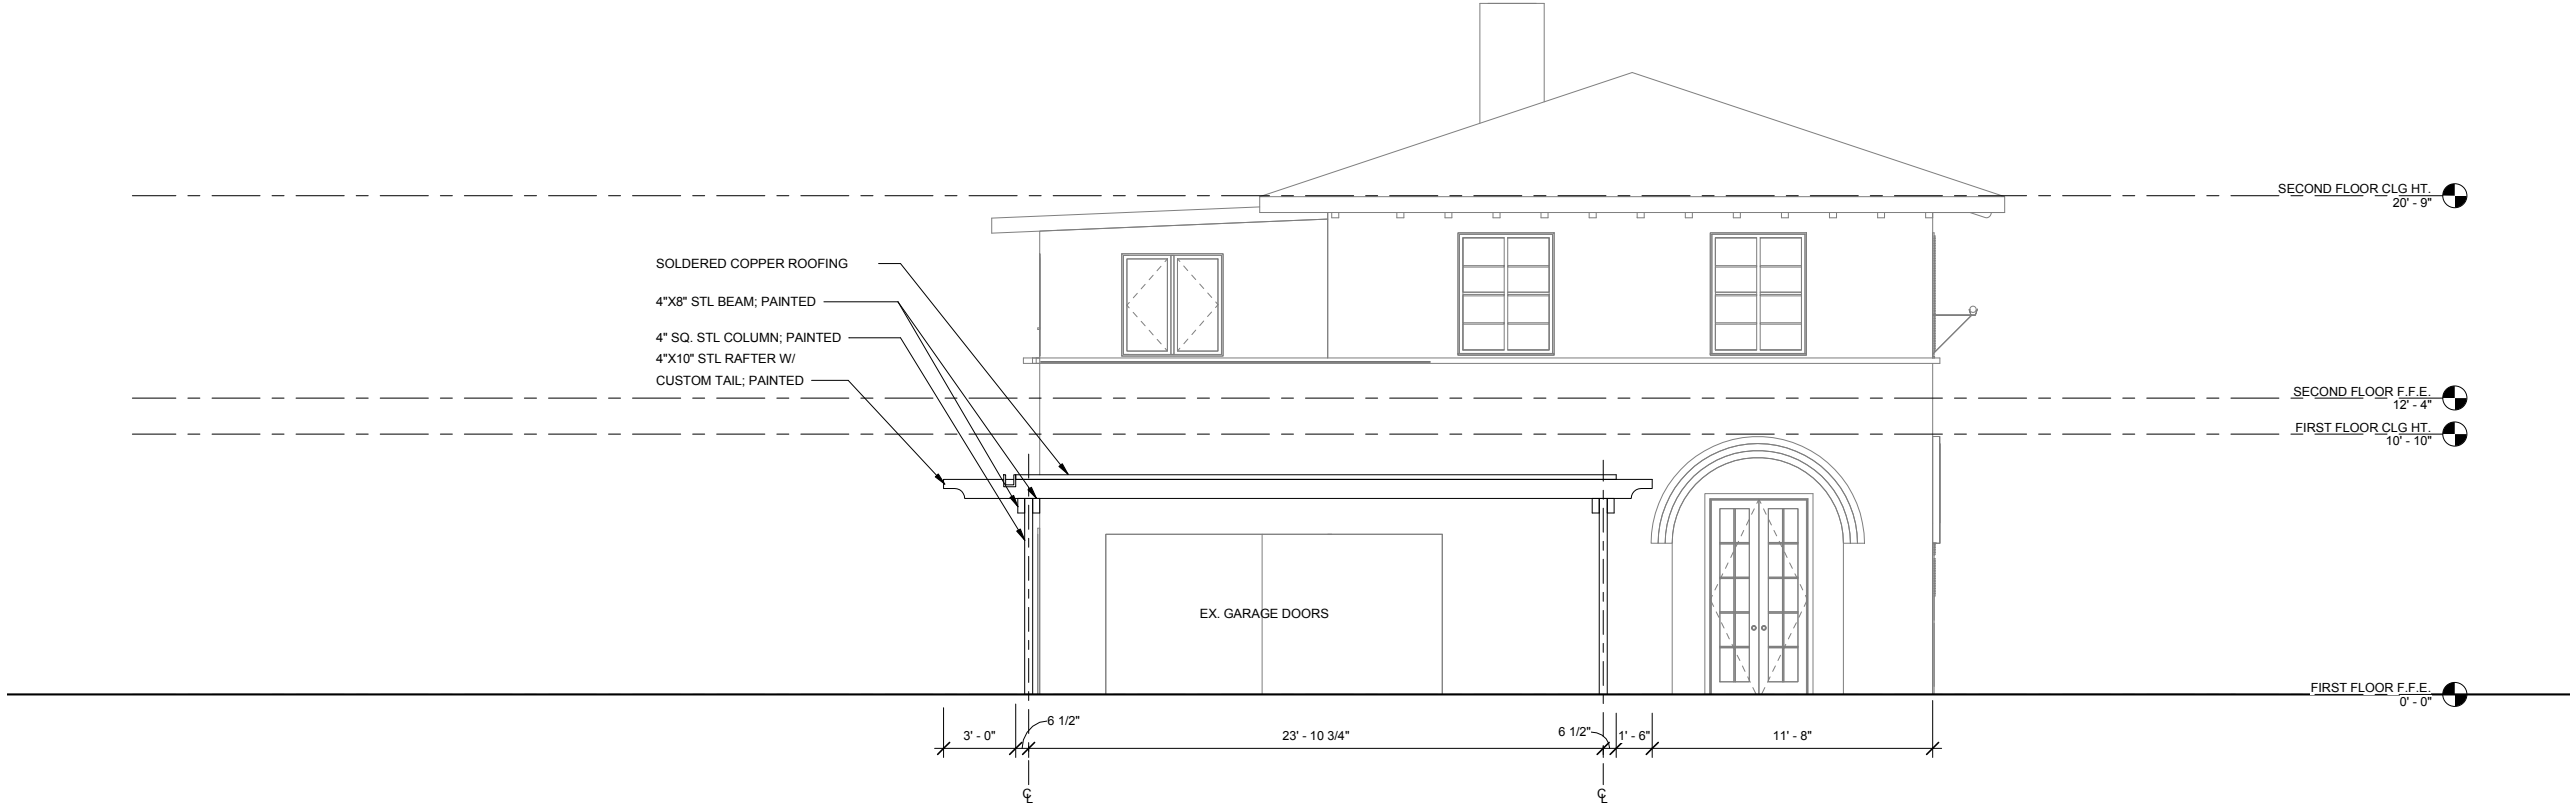 SECOND FLOOR CLG HT.
20' - 9"
SOLDERED COPPER ROOFING
4"X8" STL BEAM; PAINTED
4" SQ. STL COLUMN; PAINTED
4"X10" STL RAFTER W/
CUSTOM TAIL; PAINTED
SECOND FLOOR F.F.E.
12' - 4"
FIRST FLOOR CLG HT.
10' - 10"
EX. GARAGE DOORS
FIRST FLOOR F.F.E.
0' - 0"
3' - 0"
6 1/2"
23' - 10 3/4"
6 1/2"
1' - 6"
11' - 8"
℄
℄